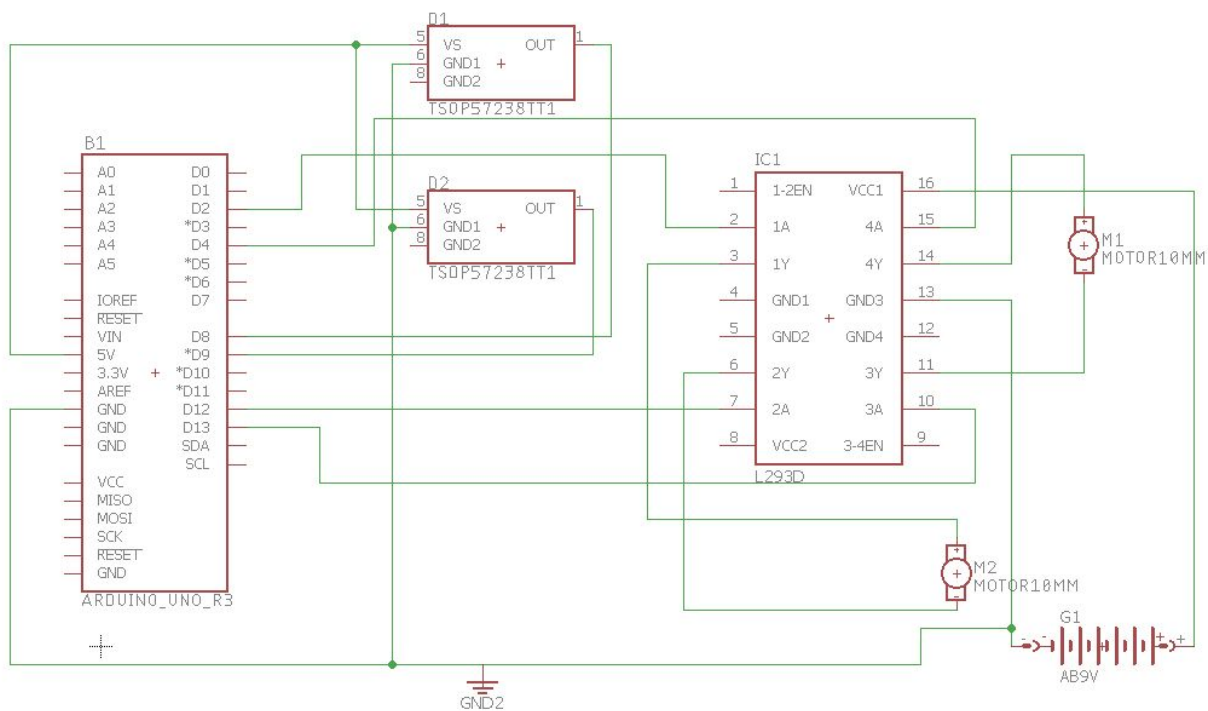 D1
5 VS OUT 1
6 GND1
8 GND2
TSOP57238TT1
D2
5 VS OUT 1
6 GND1
8 GND2
TSOP57238TT1
B1
A0 D0
A1 D1
A2 D2
A3 *D3
A4 D4
A5 *D5
*D6
IOREF D7
RESET
VIN D8
5V *D9
3.3V *D10
AREF *D11
GND D12
GND D13
GND SDA
SCL
VCC
MISO
MOSI
SCK
RESET
GND
ARDUINO_UNO_R3
IC1
1 1-2EN VCC1 16
2 1A 4A 15
3 1Y 4Y 14
4 GND1 GND3 13
5 GND2 GND4 12
6 2Y 3Y 11
7 2A 3A 10
8 VCC2 3-4EN 9
L293D
+
M1
MOTOR10MM
-
+
M2
MOTOR10MM
-
G1
- - + +
AB9V
GND2